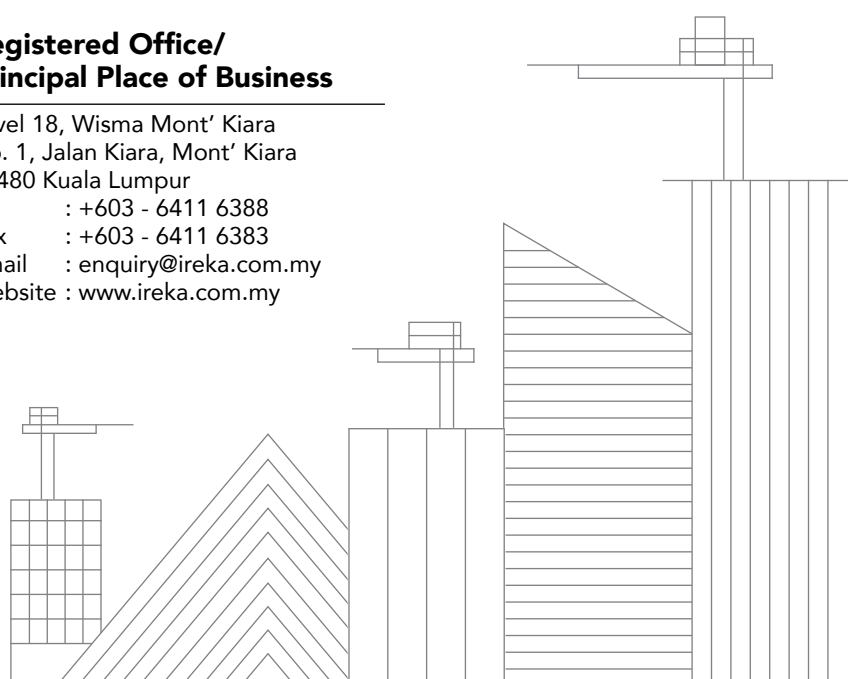 egistered Office/
incipal Place of Business
vel 18, Wisma Mont' Kiara
. 1, Jalan Kiara, Mont' Kiara
480 Kuala Lumpur
: +603 - 6411 6388
x : +603 - 6411 6383
ail : enquiry@ireka.com.my
ebsite : www.ireka.com.my